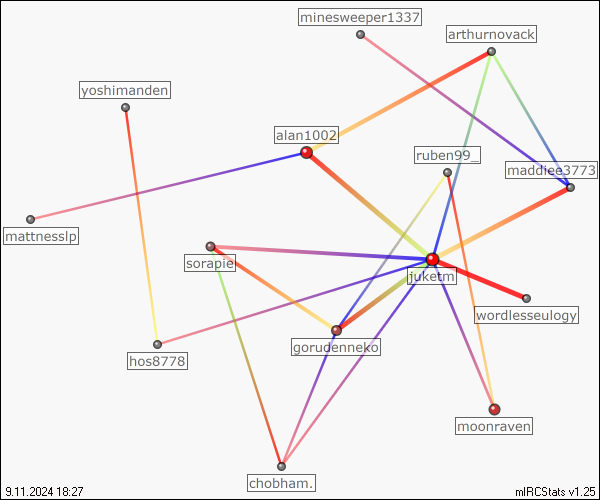 minesweeper1337
arthurnovack
yoshimanden
alan1002
ruben99_
maddiee3773
mattnesslp
sorapie
juketm
wordlesseulogy
gorudenneko
hos8778
moonraven
chobham.
9.11.2024 18:27
mIRCStats v1.25